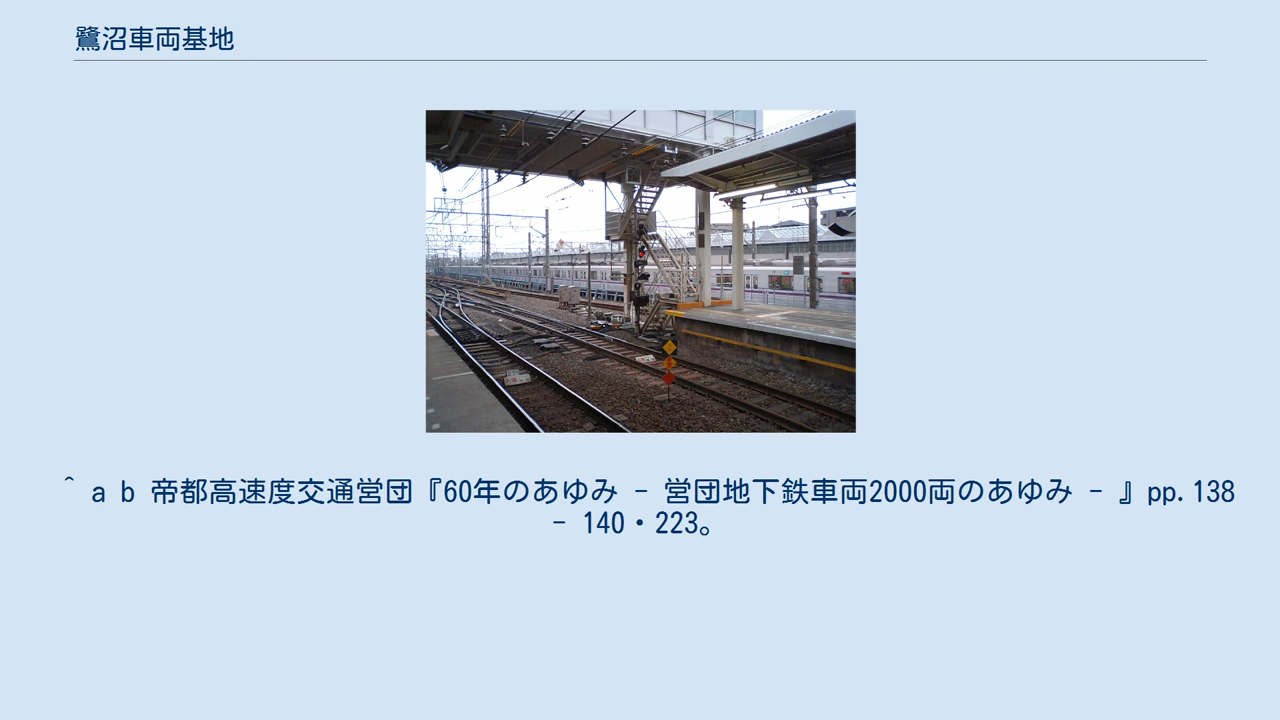 鷺沼車両基地
^ a b 帝都高速度交通営団『60年のあゆみ － 営団地下鉄車両2000両のあゆみ － 』pp.138
－ 140・223。